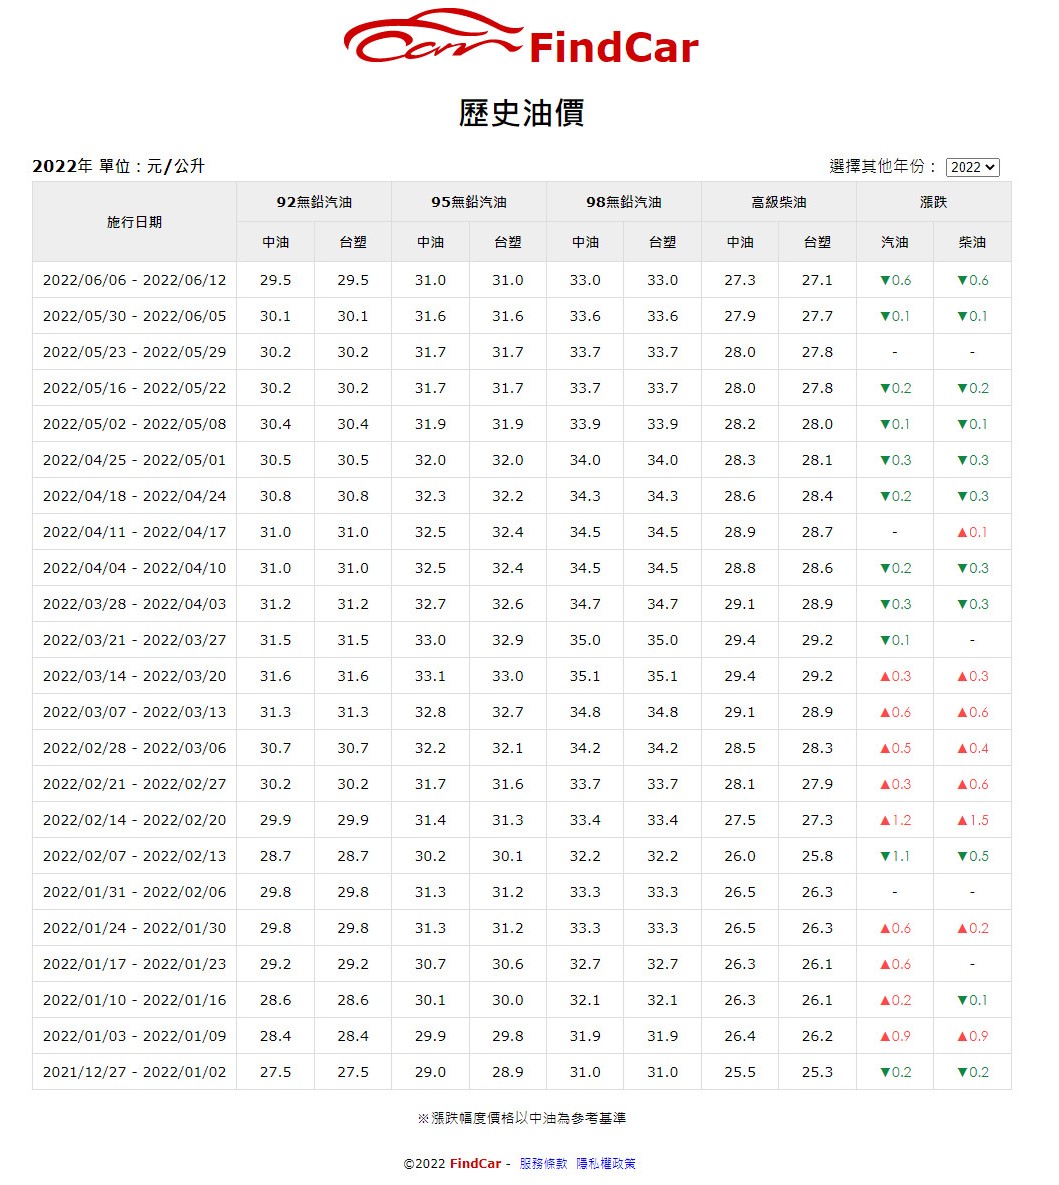 Car FindCar
歷史油價
2022年 單位：元/公升 選擇其他年份： 2022
施行日期 92無鉛汽油 95無鉛汽油 98無鉛汽油 高級柴油 漲跌
中油 台塑 中油 台塑 中油 台塑 中油 台塑 汽油 柴油
2022/06/06 - 2022/06/12 29.5 29.5 31.0 31.0 33.0 33.0 27.3 27.1 ▼0.6 ▼0.6
2022/05/30 - 2022/06/05 30.1 30.1 31.6 31.6 33.6 33.6 27.9 27.7 ▼0.1 ▼0.1
2022/05/23 - 2022/05/29 30.2 30.2 31.7 31.7 33.7 33.7 28.0 27.8 - -
2022/05/16 - 2022/05/22 30.2 30.2 31.7 31.7 33.7 33.7 28.0 27.8 ▼0.2 ▼0.2
2022/05/02 - 2022/05/08 30.4 30.4 31.9 31.9 33.9 33.9 28.2 28.0 ▼0.1 ▼0.1
2022/04/25 - 2022/05/01 30.5 30.5 32.0 32.0 34.0 34.0 28.3 28.1 ▼0.3 ▼0.3
2022/04/18 - 2022/04/24 30.8 30.8 32.3 32.2 34.3 34.3 28.6 28.4 ▼0.2 ▼0.3
2022/04/11 - 2022/04/17 31.0 31.0 32.5 32.4 34.5 34.5 28.9 28.7 - ▲0.1
2022/04/04 - 2022/04/10 31.0 31.0 32.5 32.4 34.5 34.5 28.8 28.6 ▼0.2 ▼0.3
2022/03/28 - 2022/04/03 31.2 31.2 32.7 32.6 34.7 34.7 29.1 28.9 ▼0.3 ▼0.3
2022/03/21 - 2022/03/27 31.5 31.5 33.0 32.9 35.0 35.0 29.4 29.2 ▼0.1 -
2022/03/14 - 2022/03/20 31.6 31.6 33.1 33.0 35.1 35.1 29.4 29.2 ▲0.3 ▲0.3
2022/03/07 - 2022/03/13 31.3 31.3 32.8 32.7 34.8 34.8 29.1 28.9 ▲0.6 ▲0.6
2022/02/28 - 2022/03/06 30.7 30.7 32.2 32.1 34.2 34.2 28.5 28.3 ▲0.5 ▲0.4
2022/02/21 - 2022/02/27 30.2 30.2 31.7 31.6 33.7 33.7 28.1 27.9 ▲0.3 ▲0.6
2022/02/14 - 2022/02/20 29.9 29.9 31.4 31.3 33.4 33.4 27.5 27.3 ▲1.2 ▲1.5
2022/02/07 - 2022/02/13 28.7 28.7 30.2 30.1 32.2 32.2 26.0 25.8 ▼1.1 ▼0.5
2022/01/31 - 2022/02/06 29.8 29.8 31.3 31.2 33.3 33.3 26.5 26.3 - -
2022/01/24 - 2022/01/30 29.8 29.8 31.3 31.2 33.3 33.3 26.5 26.3 ▲0.6 ▲0.2
2022/01/17 - 2022/01/23 29.2 29.2 30.7 30.6 32.7 32.7 26.3 26.1 ▲0.6 -
2022/01/10 - 2022/01/16 28.6 28.6 30.1 30.0 32.1 32.1 26.3 26.1 ▲0.2 ▼0.1
2022/01/03 - 2022/01/09 28.4 28.4 29.9 29.8 31.9 31.9 26.4 26.2 ▲0.9 ▲0.9
2021/12/27 - 2022/01/02 27.5 27.5 29.0 28.9 31.0 31.0 25.5 25.3 ▼0.2 ▼0.2
※漲跌幅度價格以中油為參考基準
©2022 FindCar - 服務條款 隱私權政策